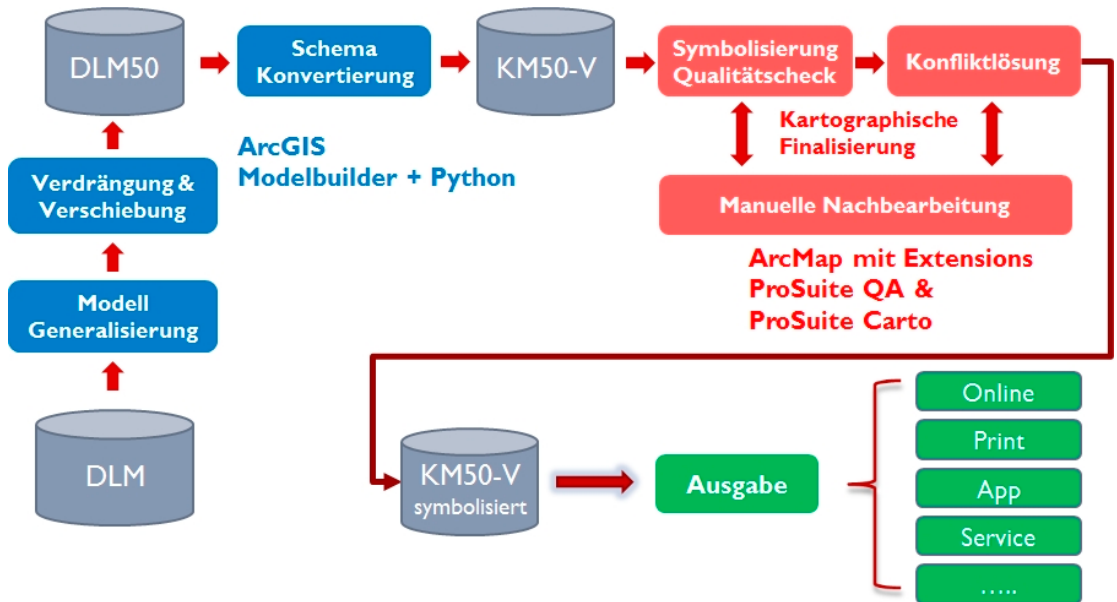 DLM50
Schema
Konvertierung
KM50-V
Symbolisierung
Qualitätscheck
Konfliktlösung
Kartographische
Finalisierung
ArcGIS
Modelbuilder + Python
Verdrängung &
Verschiebung
Manuelle Nachbearbeitung
ArcMap mit Extensions
ProSuite QA &
ProSuite Carto
Modell
Generalisierung
DLM
KM50-V
symbolisiert
Ausgabe
Online
Print
App
Service
.....